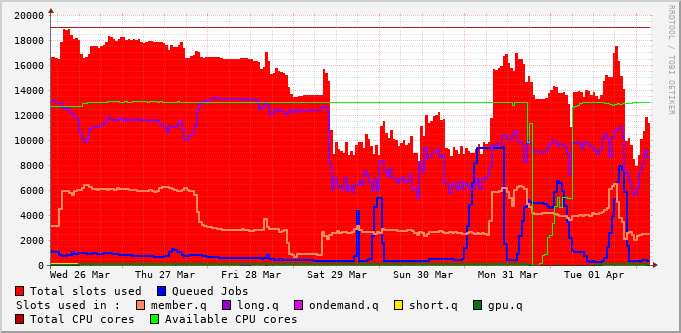 20000
18000
16000
14000
12000
10000
8000
6000
4000
2000
0
Wed 26 Mar Thu 27 Mar Fri 28 Mar Sat 29 Mar Sun 30 Mar Mon 31 Mar Tue 01 Apr
Total slots used Queued Jobs
Slots used in : member.q long.q ondemand.q short.q gpu.q
Total CPU cores Available CPU cores
RRDTOOL / TOBI OETIKER